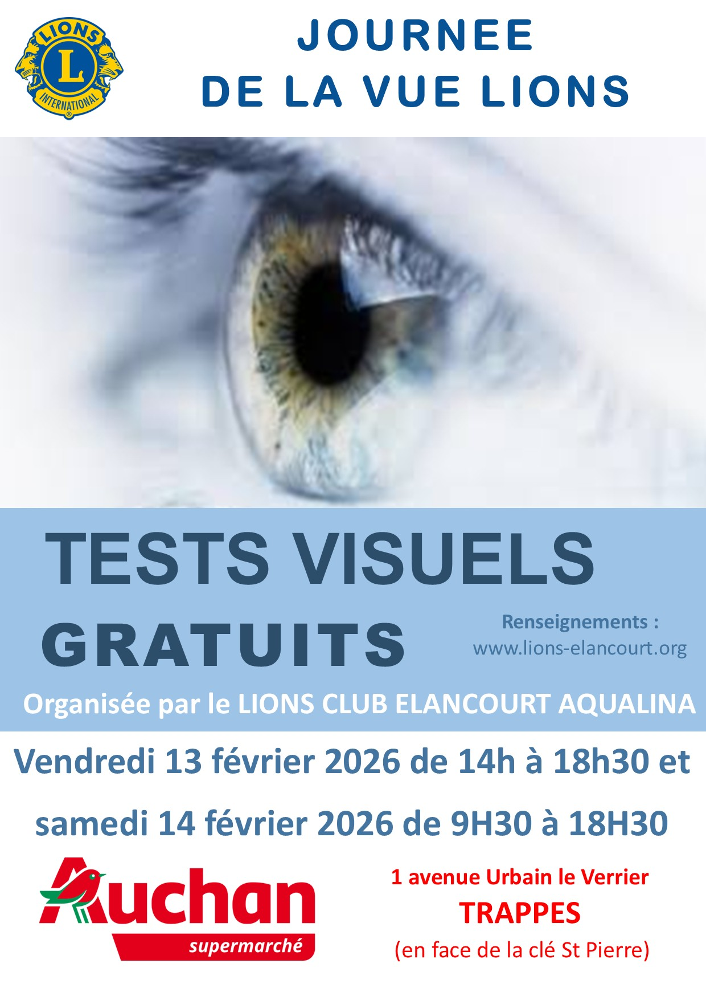 LIONS
L
INTERNATIONAL
®
JOURNEE
DE LA VUE LIONS
TESTS VISUELS
GRATUITS
Renseignements :
www.lions-elancourt.org
Organisée par le LIONS CLUB ELANCOURT AQUALINA
Vendredi 13 février 2026 de 14h à 18h30 et
samedi 14 février 2026 de 9H30 à 18H30
Auchan
supermarché
1 avenue Urbain le Verrier
TRAPPES
(en face de la clé St Pierre)